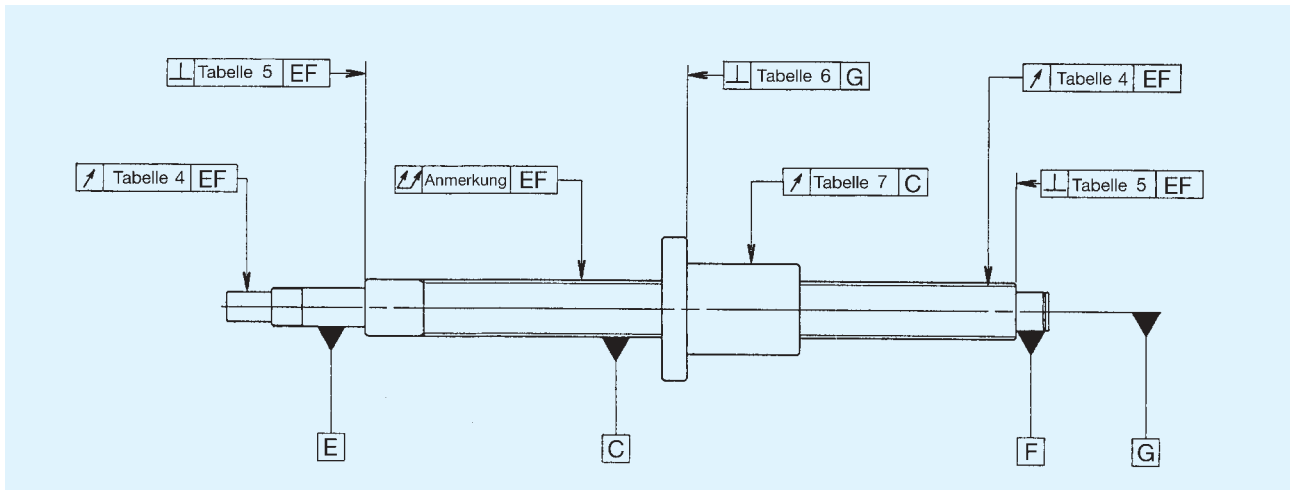 ⊥ Tabelle 5 EF
⊥ Tabelle 6 G
↗ Tabelle 4 EF
↗ Tabelle 4 EF
Anmerkung EF
↗ Tabelle 7 C
⊥ Tabelle 5 EF
E
C
F
G